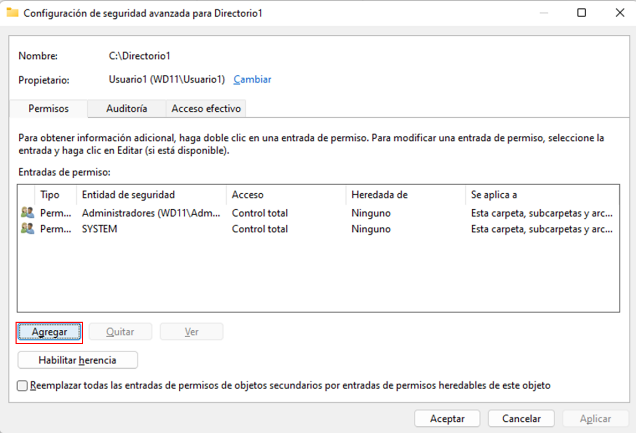 Configuración de seguridad avanzada para Directorio1
Nombre: C:\Directorio1
Propietario: Usuario1 (WD11\Usuario1) Cambiar
Permisos Auditoría Acceso efectivo
Para obtener información adicional, haga doble clic en una entrada de permiso. Para modificar una entrada de permiso, seleccione la
entrada y haga clic en Editar (si está disponible).
Entradas de permiso:
Tipo Entidad de seguridad Acceso Heredada de Se aplica a
Perm... Administradores (WD11\Adm... Control total Ninguno Esta carpeta, subcarpetas y arc...
Perm... SYSTEM Control total Ninguno Esta carpeta, subcarpetas y arc...
Agregar Quitar Ver
Habilitar herencia
Reemplazar todas las entradas de permisos de objetos secundarios por entradas de permisos heredables de este objeto
Aceptar Cancelar Aplicar